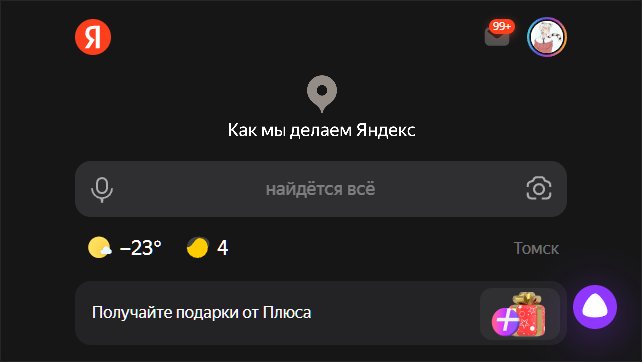 Я
99+
Как мы делаем Яндекс
найдётся всё
−23° 4 Томск
Получайте подарки от Плюса